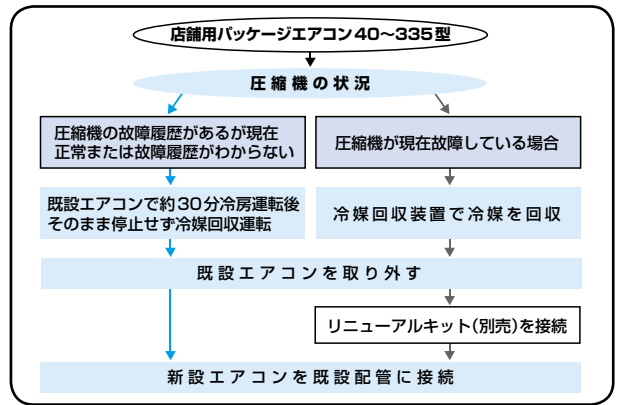 店舗用パッケージエアコン40〜335型
圧縮機の状況
圧縮機の故障履歴があるが現在
正常または故障履歴がわからない
圧縮機が現在故障している場合
既設エアコンで約30分冷房運転後
そのまま停止せず冷媒回収運転
冷媒回収装置で冷媒を回収
既設エアコンを取り外す
リニューアルキット(別売)を接続
新設エアコンを既設配管に接続